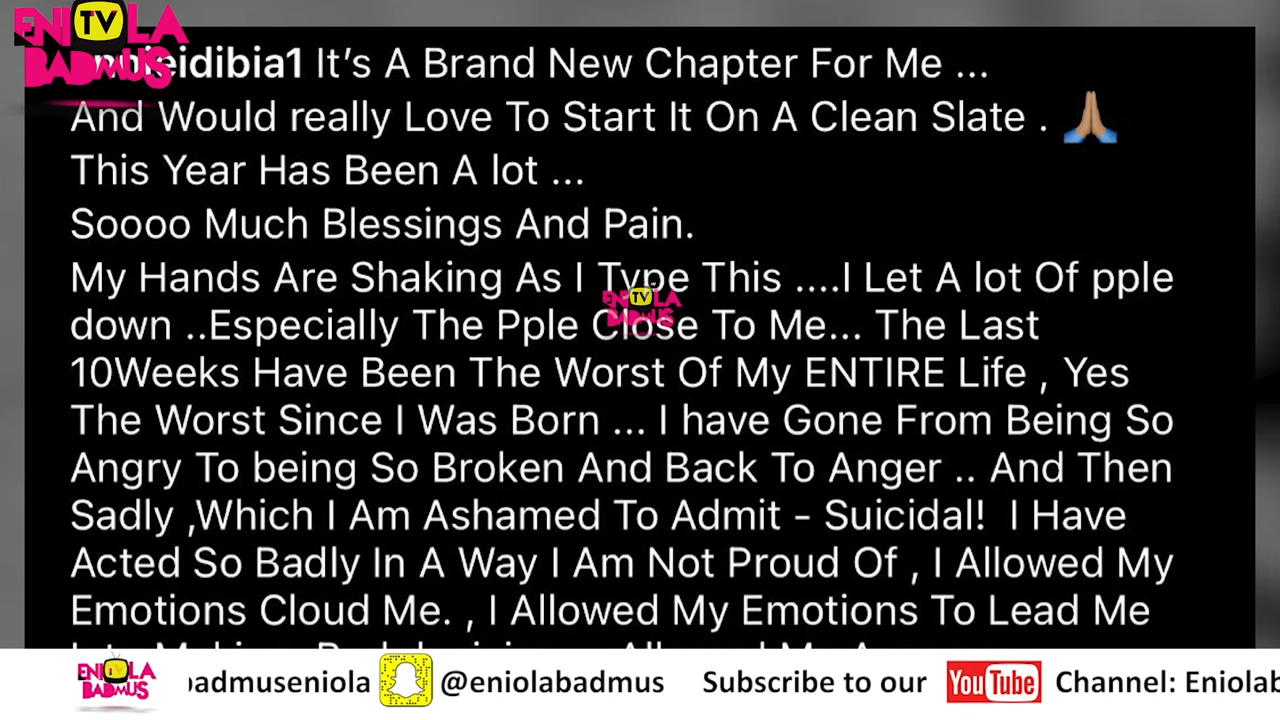 ENIOLA
TV
BADMUS
nnieidibia1 It's A Brand New Chapter For Me ...
And Would really Love To Start It On A Clean Slate . 🙏🏽
This Year Has Been A lot ...
Soooo Much Blessings And Pain.
My Hands Are Shaking As I Type This ....I Let A lot Of pple
ENIOLA
TV
BADMUS
down ..Especially The Pple Close To Me... The Last
10Weeks Have Been The Worst Of My ENTIRE Life , Yes
The Worst Since I Was Born ... I have Gone From Being So
Angry To being So Broken And Back To Anger .. And Then
Sadly ,Which I Am Ashamed To Admit - Suicidal!  I Have
Acted So Badly In A Way I Am Not Proud Of , I Allowed My
Emotions Cloud Me. , I Allowed My Emotions To Lead Me
ENIOLA
BADMUS
badmuseniola @eniolabadmus Subscribe to our YouTube Channel: Eniolab